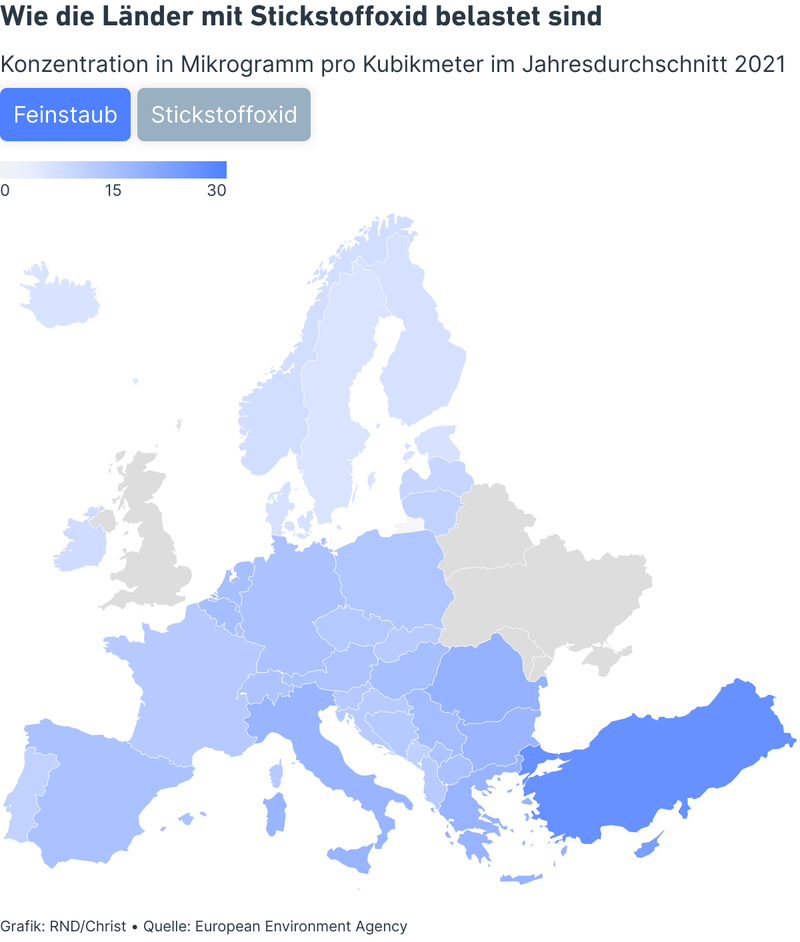 Wie die Länder mit Stickstoffoxid belastet sind
Konzentration in Mikrogramm pro Kubikmeter im Jahresdurchschnitt 2021
Feinstaub Stickstoffoxid
0 15 30
Grafik: RND/Christ • Quelle: European Environment Agency